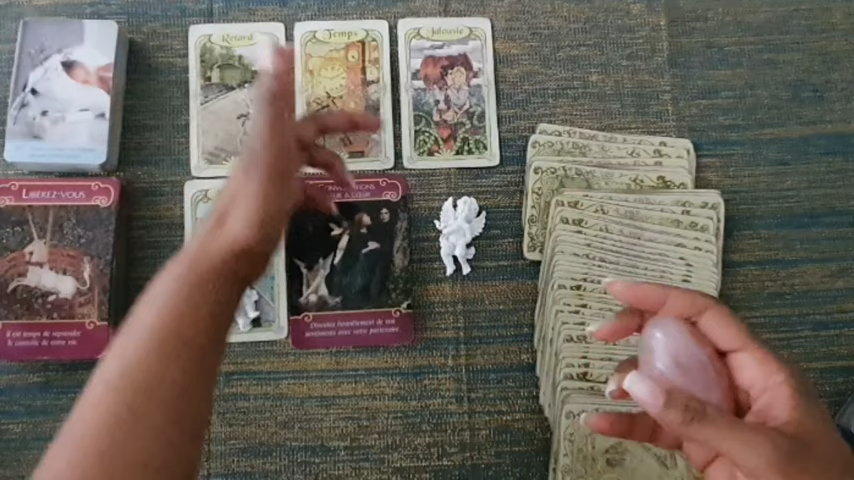 Retard
Temps
Jalousie
LIBÉREZ-VOUS
Il est temps de reprendre
le contrôle de votre vie
À CŒUR
Discutez honnêtement de vos
sentiments avec votre partenaire.